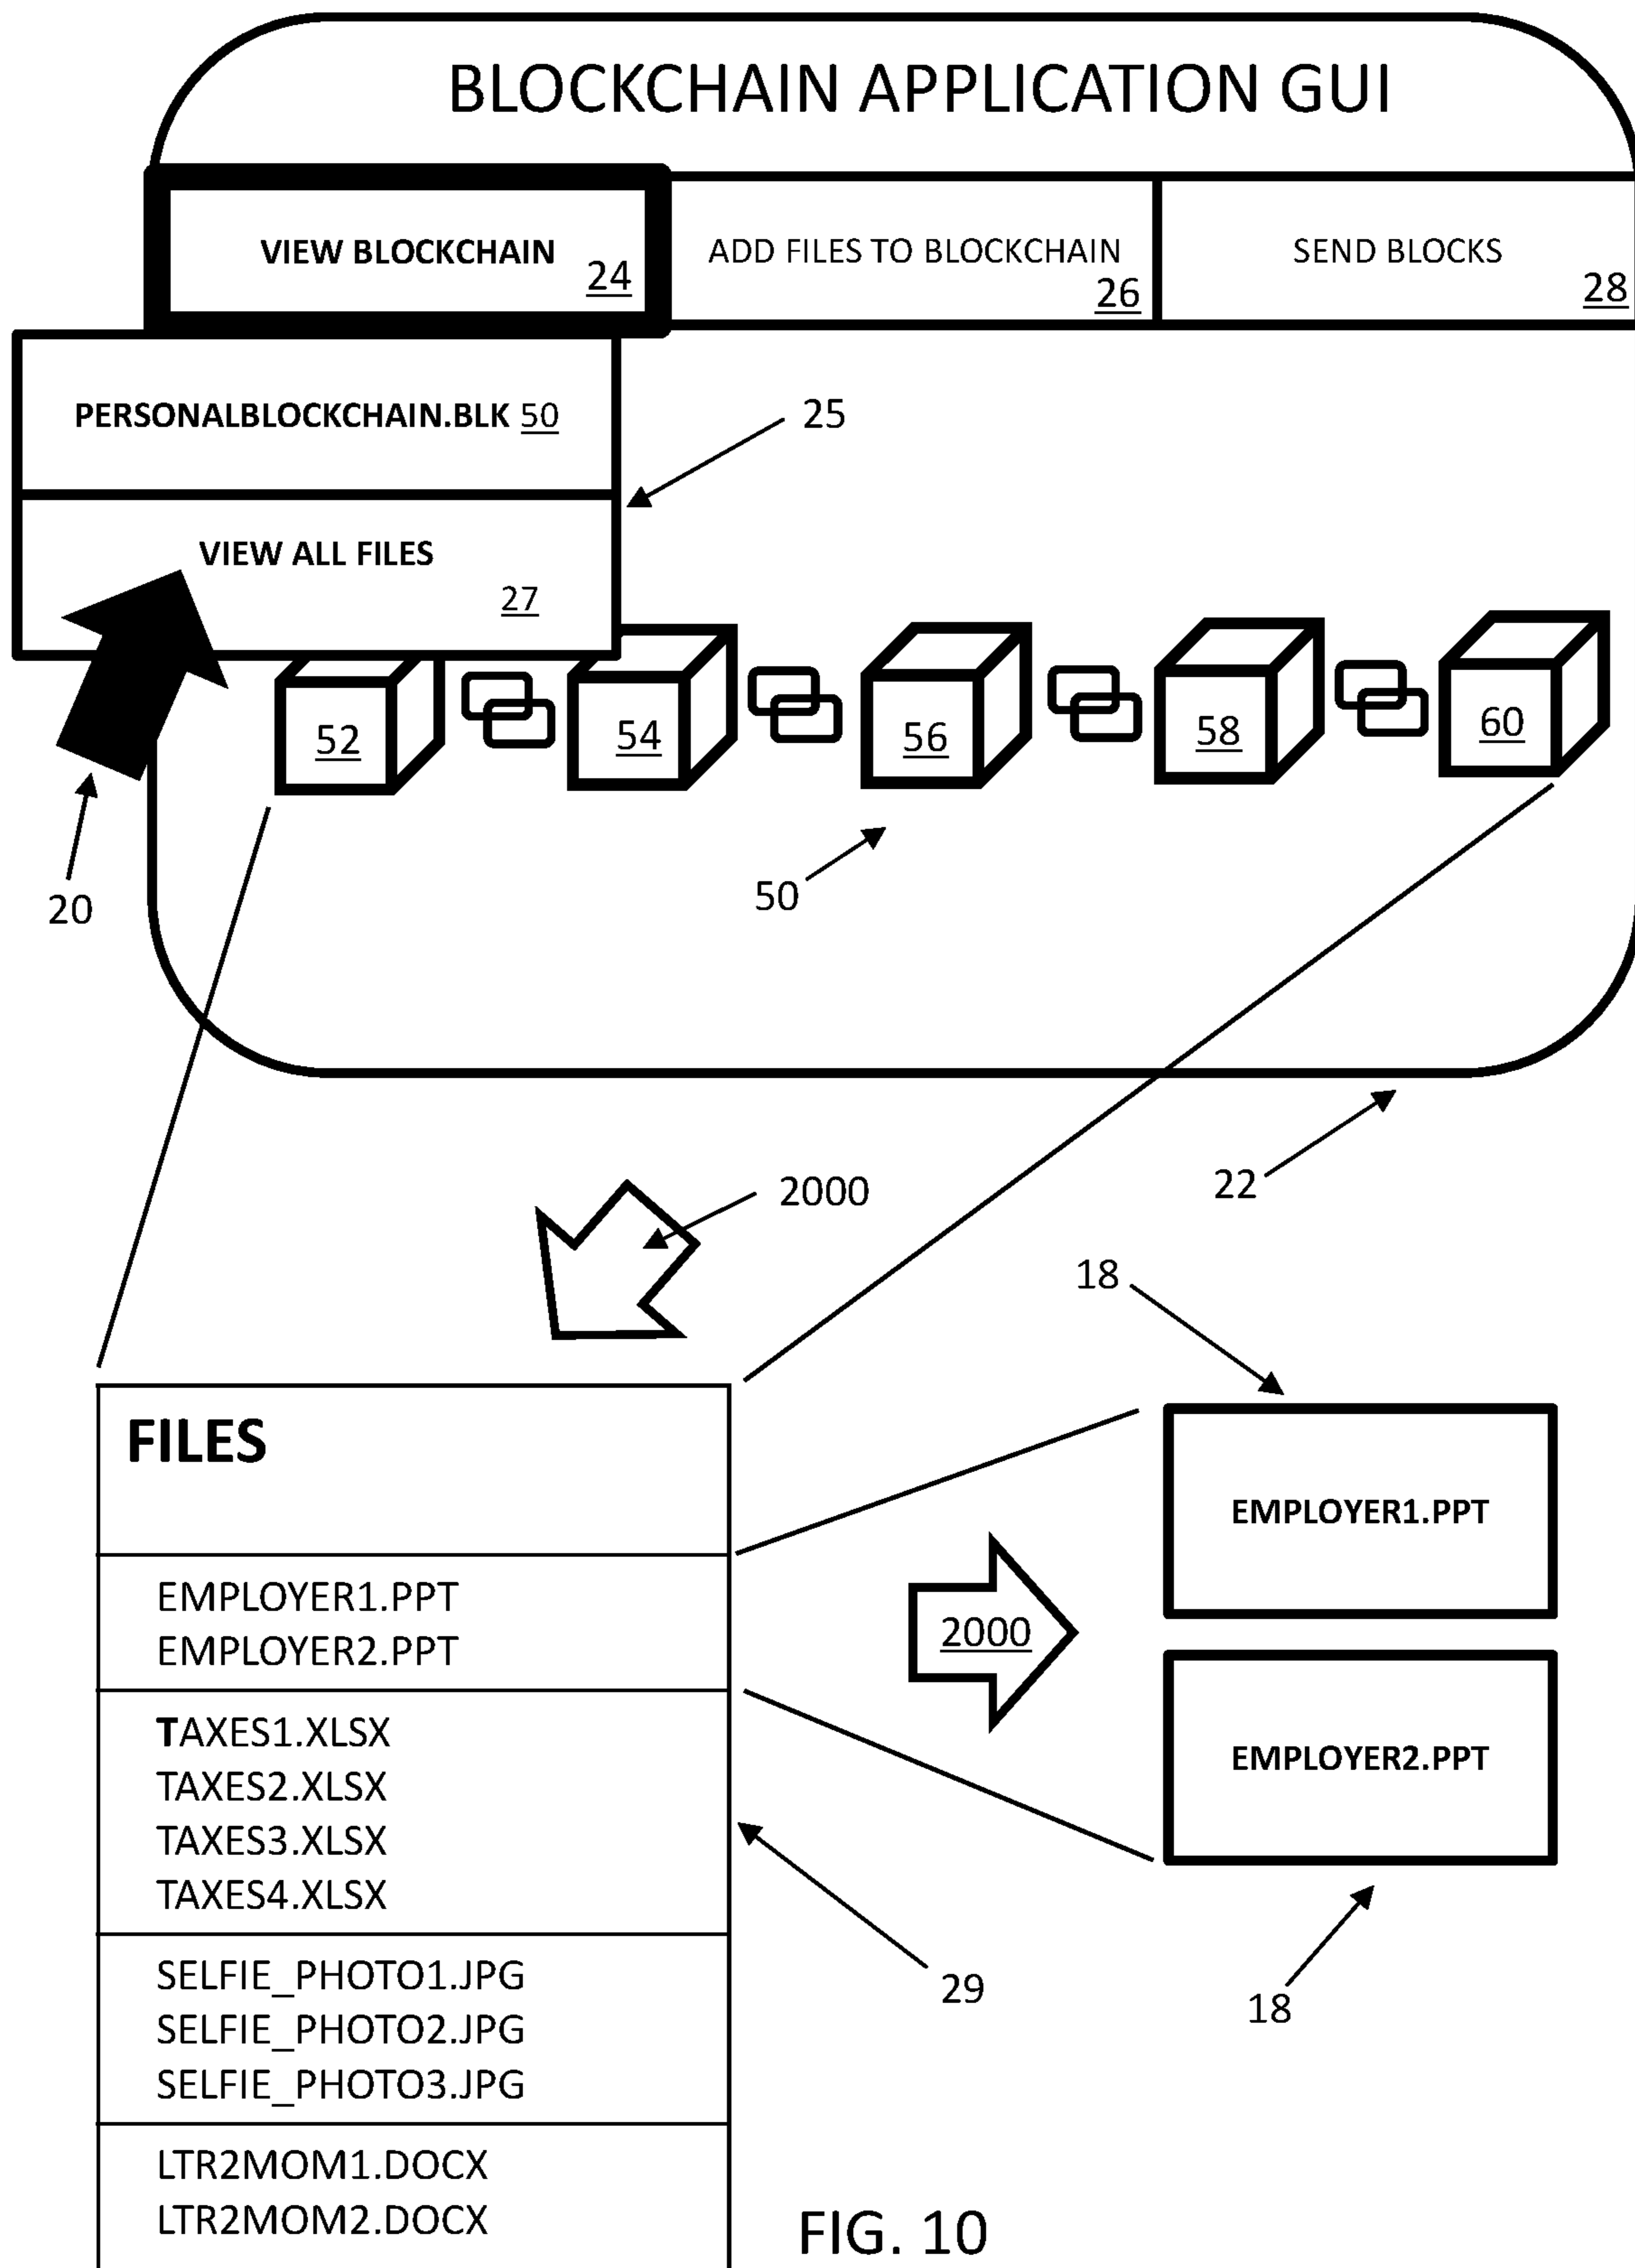 BLOCKCHAIN APPLICATION GUI
VIEW BLOCKCHAIN
24
ADD FILES TO BLOCKCHAIN
26
SEND BLOCKS
28
PERSONALBLOCKCHAIN.BLK 50
25
VIEW ALL FILES
27
52
54
56
58
60
20
50
22
2000
18
FILES
EMPLOYER1.PPT
EMPLOYER2.PPT
TAXES1.XLSX
TAXES2.XLSX
TAXES3.XLSX
TAXES4.XLSX
SELFIE_PHOTO1.JPG
SELFIE_PHOTO2.JPG
SELFIE_PHOTO3.JPG
LTR2MOM1.DOCX
LTR2MOM2.DOCX
2000
EMPLOYER1.PPT
EMPLOYER2.PPT
29
18
FIG. 10